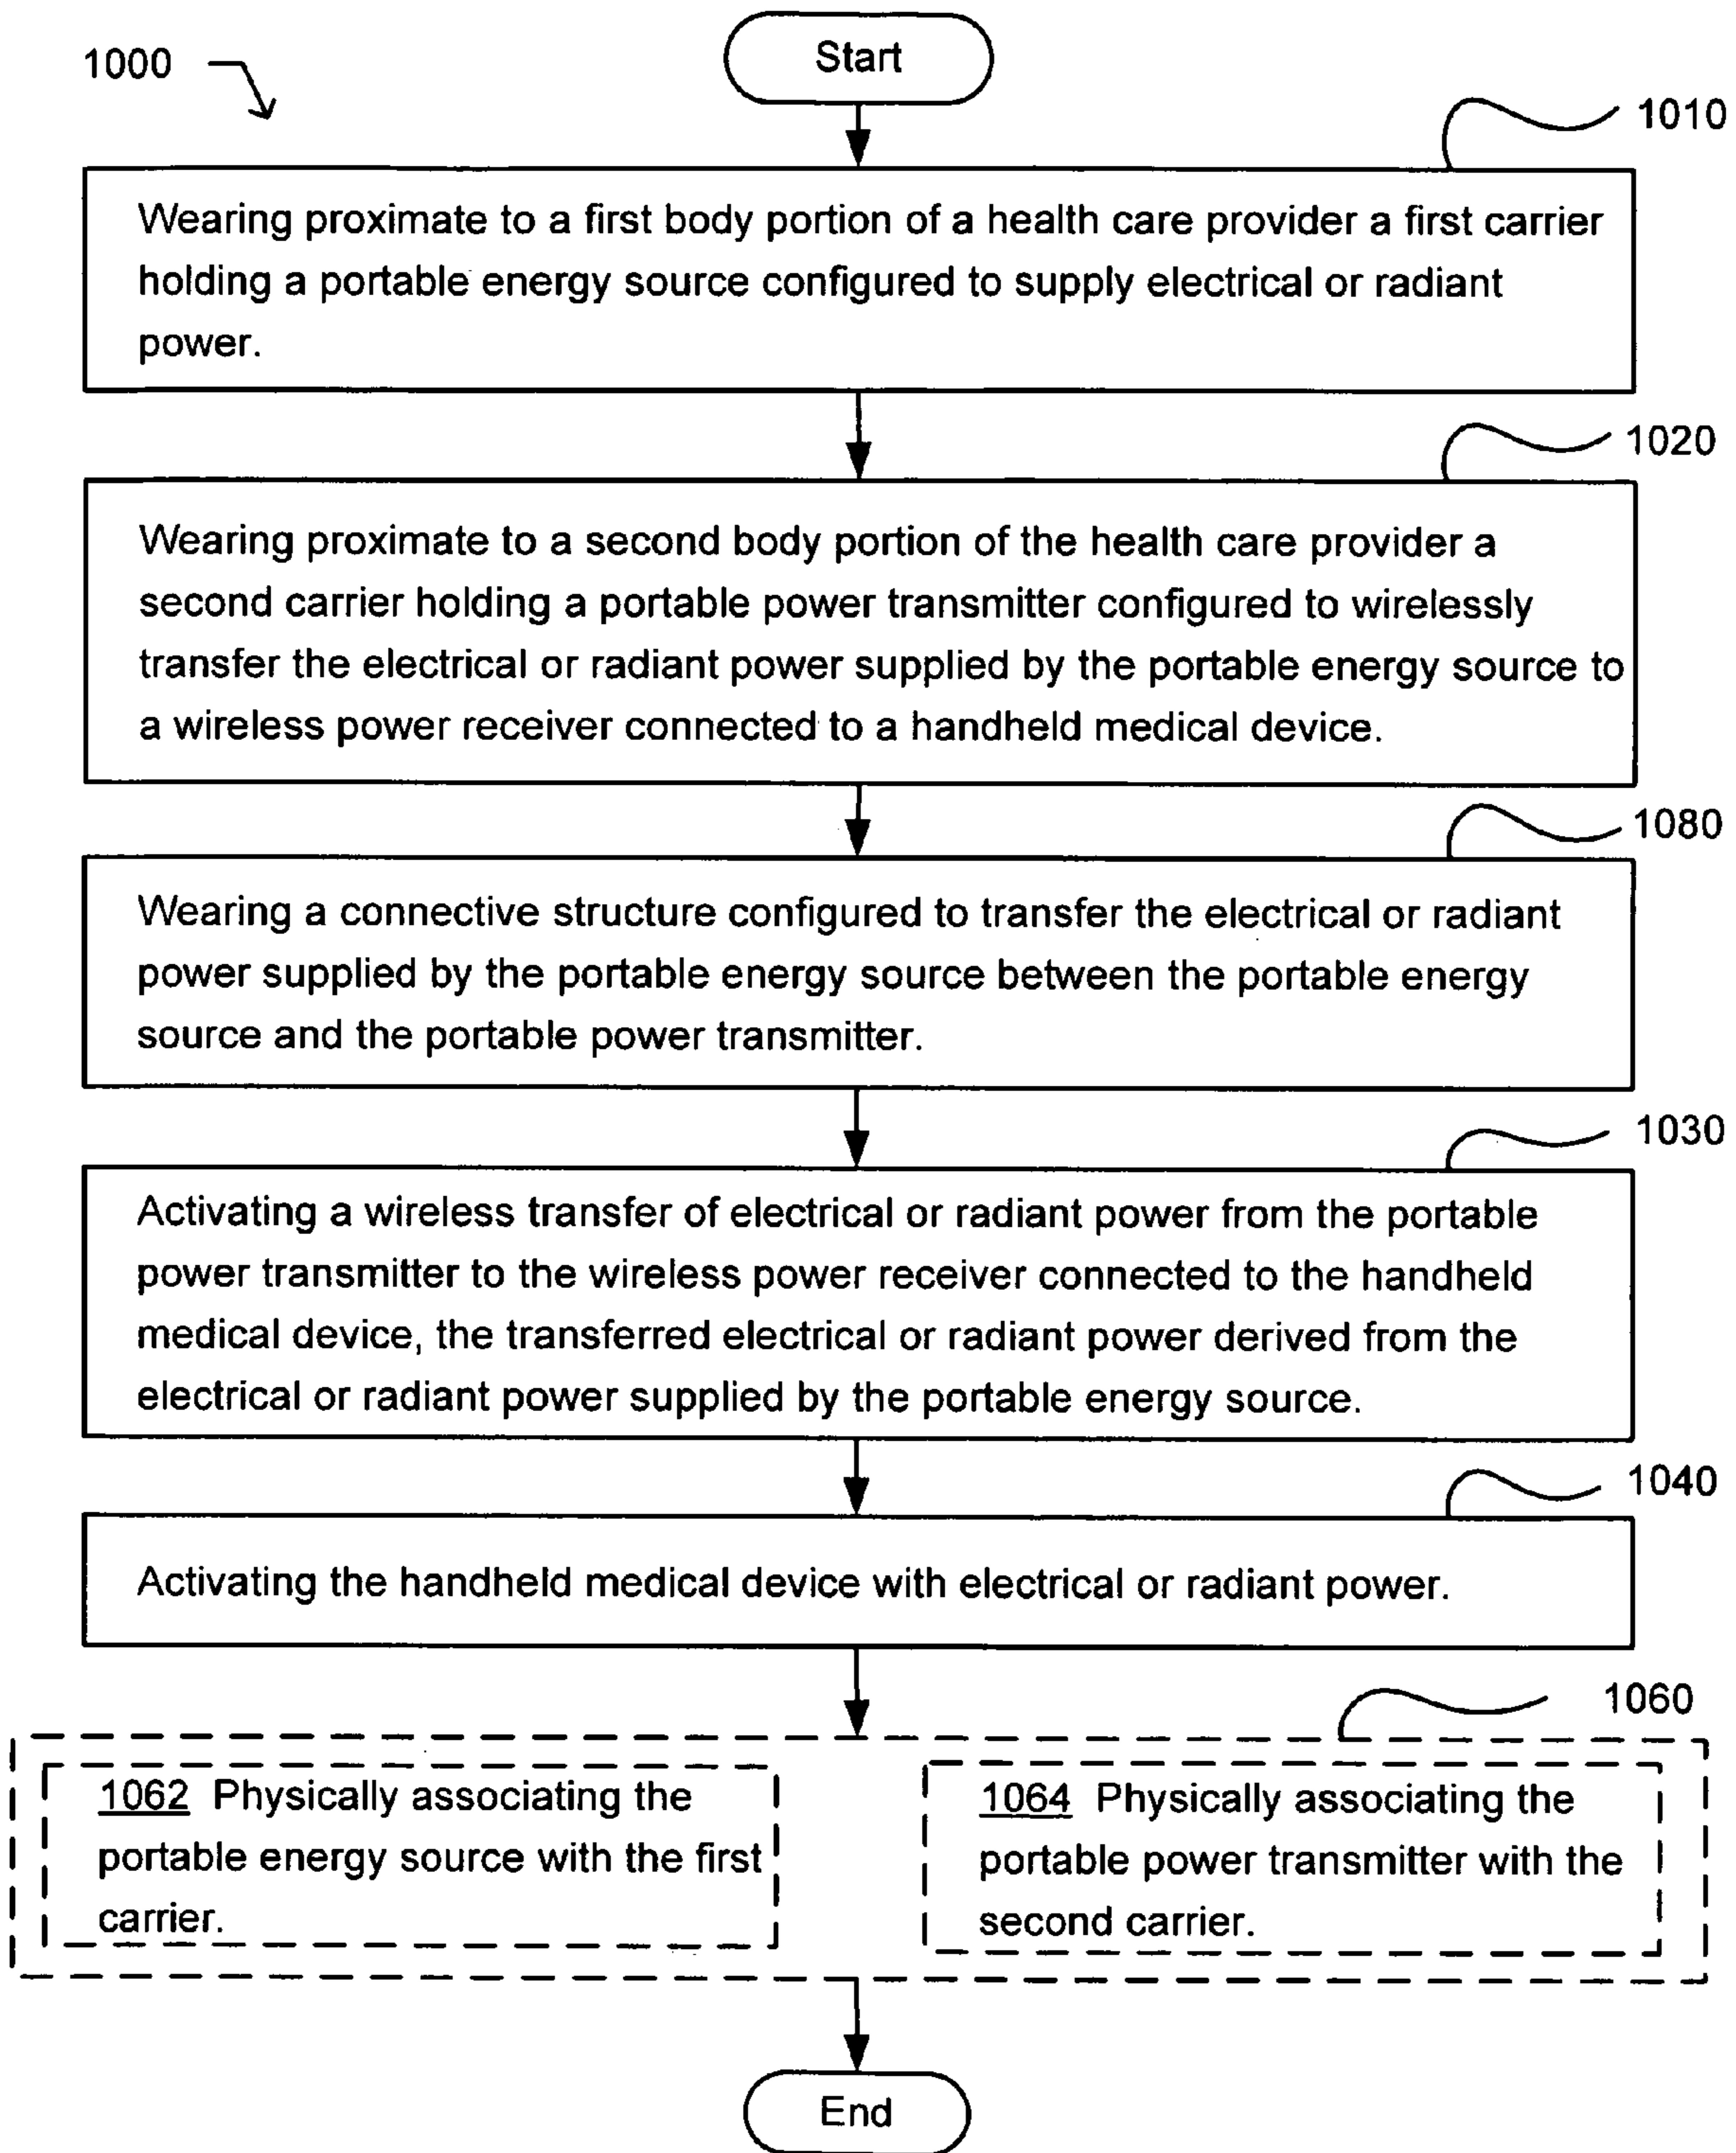 Start
1000
1010
Wearing proximate to a first body portion of a health care provider a first carrier
holding a portable energy source configured to supply electrical or radiant
power.
1020
Wearing proximate to a second body portion of the health care provider a
second carrier holding a portable power transmitter configured to wirelessly
transfer the electrical or radiant power supplied by the portable energy source to
a wireless power receiver connected to a handheld medical device.
1080
Wearing a connective structure configured to transfer the electrical or radiant
power supplied by the portable energy source between the portable energy
source and the portable power transmitter.
1030
Activating a wireless transfer of electrical or radiant power from the portable
power transmitter to the wireless power receiver connected to the handheld
medical device, the transferred electrical or radiant power derived from the
electrical or radiant power supplied by the portable energy source.
1040
Activating the handheld medical device with electrical or radiant power.
1060
1062 Physically associating the
portable energy source with the first
carrier.
1064 Physically associating the
portable power transmitter with the
second carrier.
End